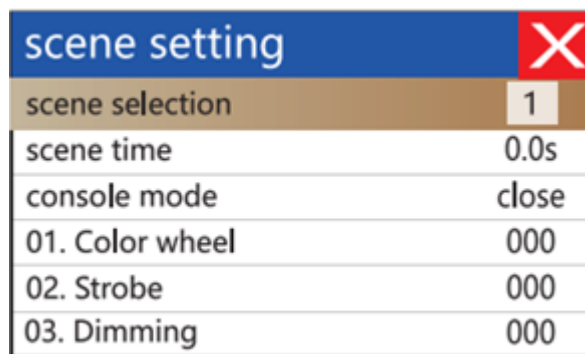 scene setting
scene selection 1
scene time 0.0s
console mode close
01. Color wheel 000
02. Strobe 000
03. Dimming 000